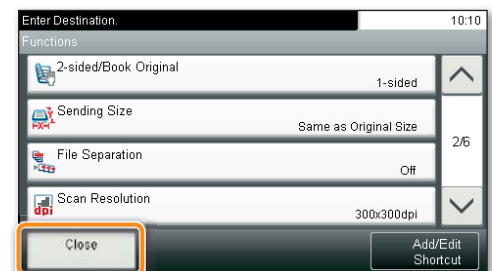 Enter Destination. 10:10
Functions
2-sided/Book Original
1-sided
Sending Size
Same as Original Size
2/6
File Separation
Off
Scan Resolution
dpi
300x300dpi
Close
Add/Edit
Shortcut